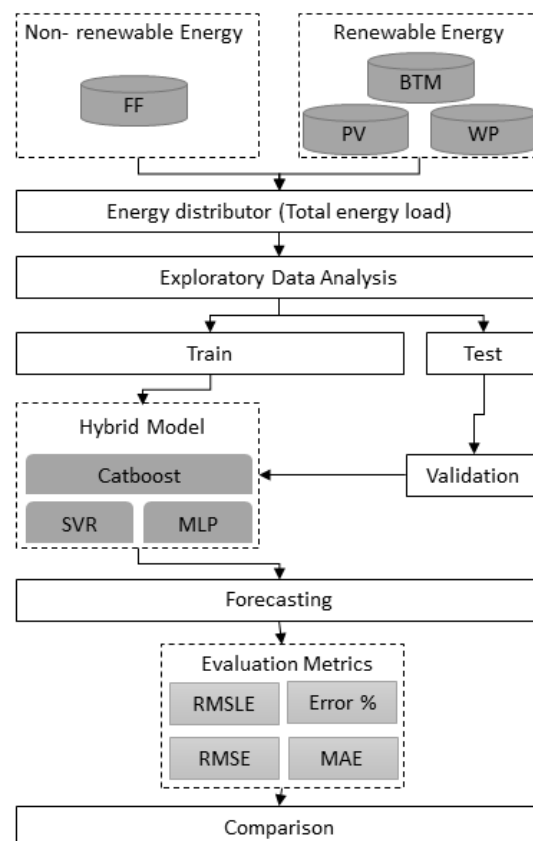 Non- renewable Energy
Renewable Energy
FF
BTM
PV
WP
Energy distributor (Total energy load)
Exploratory Data Analysis
Train
Test
Hybrid Model
Catboost
Validation
SVR
MLP
Forecasting
Evaluation Metrics
RMSLE
Error %
RMSE
MAE
Comparison